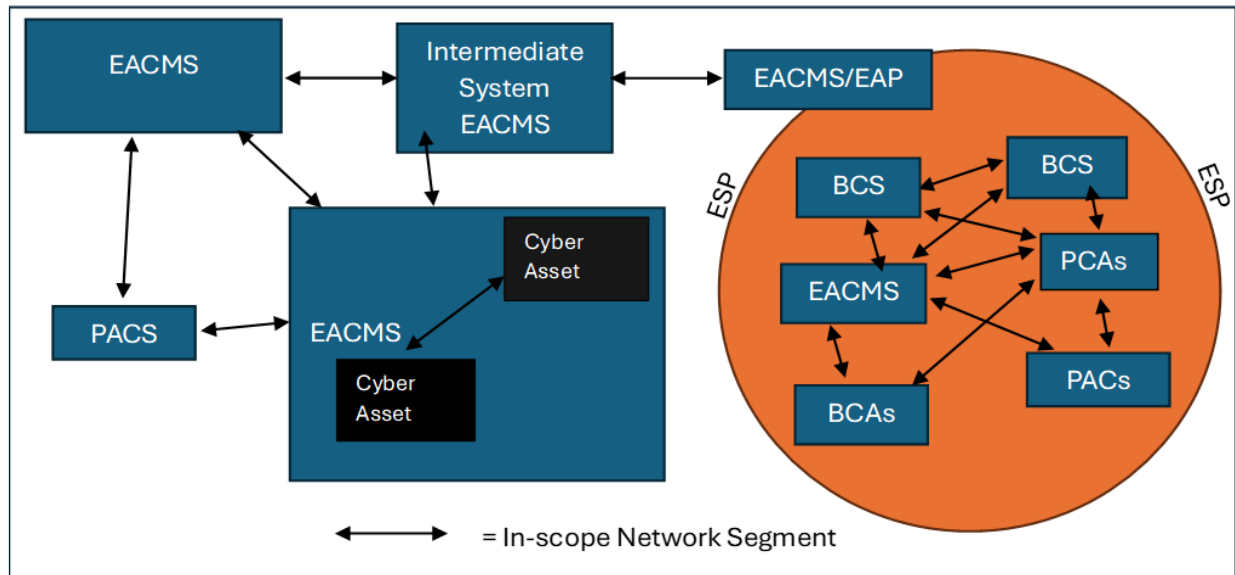 EACMS
Intermediate
System
EACMS
EACMS/EAP
ESP
ESP
BCS
BCS
PCAs
EACMS
BCAs
PACs
Cyber
Asset
EACMS
Cyber
Asset
PACS
= In-scope Network Segment